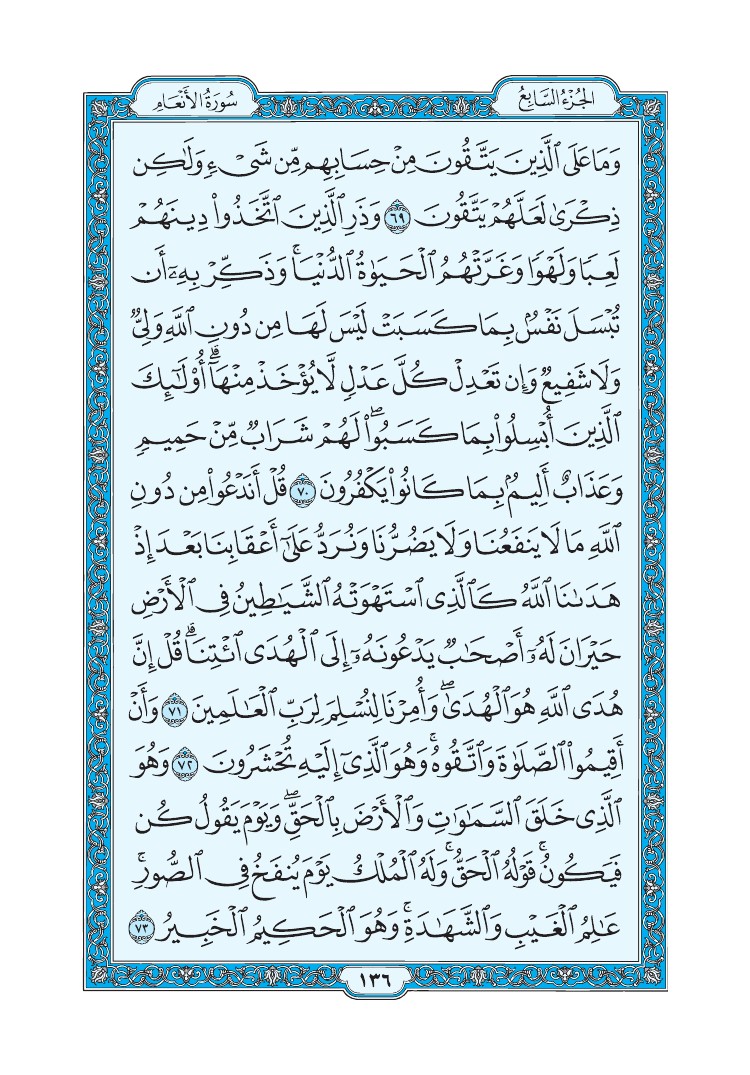 الجُزْءُ السَّابِعُ
سُورَةُ الأَنْعَامِ
وَمَا عَلَى ٱلَّذِينَ يَتَّقُونَ مِنْ حِسَابِهِم مِّن شَىْءٍ وَلَٰكِن
ذِكْرَىٰ لَعَلَّهُمْ يَتَّقُونَ ٦٩ وَذَرِ ٱلَّذِينَ ٱتَّخَذُوا۟ دِينَهُمْ
لَعِبًا وَلَهْوًا وَغَرَّتْهُمُ ٱلْحَيَوٰةُ ٱلدُّنْيَا ۚ وَذَكِّرْ بِهِۦٓ أَن
تُبْسَلَ نَفْسٌۢ بِمَا كَسَبَتْ لَيْسَ لَهَا مِن دُونِ ٱللَّهِ وَلِىٌّ
وَلَا شَفِيعٌ وَإِن تَعْدِلْ كُلَّ عَدْلٍ لَّا يُؤْخَذْ مِنْهَآ ۗ أُو۟لَٰٓئِكَ
ٱلَّذِينَ أُبْسِلُوا۟ بِمَا كَسَبُوا۟ ۖ لَهُمْ شَرَابٌ مِّنْ حَمِيمٍ
وَعَذَابٌ أَلِيمٌۢ بِمَا كَانُوا۟ يَكْفُرُونَ ٧٠ قُلْ أَنَدْعُوا۟ مِن دُونِ
ٱللَّهِ مَا لَا يَنفَعُنَا وَلَا يَضُرُّنَا وَنُرَدُّ عَلَىٰٓ أَعْقَابِنَا بَعْدَ إِذْ
هَدَىٰنَا ٱللَّهُ كَٱلَّذِى ٱسْتَهْوَتْهُ ٱلشَّيَٰطِينُ فِى ٱلْأَرْضِ
حَيْرَانَ لَهُۥٓ أَصْحَٰبٌ يَدْعُونَهُۥٓ إِلَى ٱلْهُدَى ٱئْتِنَا ۗ قُلْ إِنَّ
هُدَى ٱللَّهِ هُوَ ٱلْهُدَىٰ ۖ وَأُمِرْنَا لِنُسْلِمَ لِرَبِّ ٱلْعَٰلَمِينَ ٧١ وَأَنْ
أَقِيمُوا۟ ٱلصَّلَوٰةَ وَٱتَّقُوهُ ۚ وَهُوَ ٱلَّذِىٓ إِلَيْهِ تُحْشَرُونَ ٧٢ وَهُوَ
ٱلَّذِى خَلَقَ ٱلسَّمَٰوَٰتِ وَٱلْأَرْضَ بِٱلْحَقِّ ۖ وَيَوْمَ يَقُولُ كُن
فَيَكُونُ ۚ قَوْلُهُ ٱلْحَقُّ ۚ وَلَهُ ٱلْمُلْكُ يَوْمَ يُنفَخُ فِى ٱلصُّورِ ۚ
عَٰلِمُ ٱلْغَيْبِ وَٱلشَّهَٰدَةِ ۚ وَهُوَ ٱلْحَكِيمُ ٱلْخَبِيرُ ٧٣
١٣٦